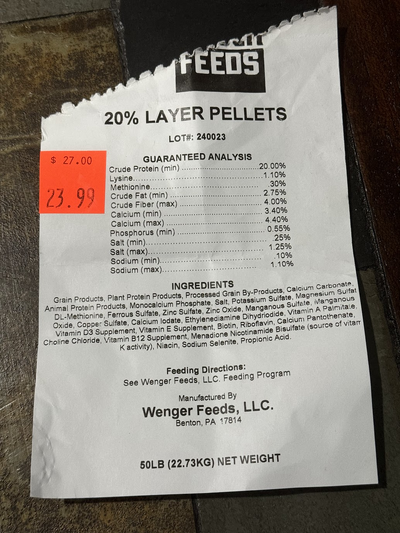 FEEDS
20% LAYER PELLETS
LOT#: 240023
$ 27.00
23.99
GUARANTEED ANALYSIS
Crude Protein (min) 20.00%
Lysine 1.10%
Methionine .30%
Crude Fat (min) 2.75%
Crude Fiber (max) 4.00%
Calcium (min) 3.40%
Calcium (max) 4.40%
Phosphorus (min) 0.55%
Salt (min) .25%
Salt (max) 1.25%
Sodium (min) .10%
Sodium (max) 1.10%
INGREDIENTS
Grain Products, Plant Protein Products, Processed Grain By-Products, Calcium Carbonate,
Animal Protein Products, Monocalcium Phosphate, Salt, Potassium Sulfate, Magnesium Sulfat
DL-Methionine, Ferrous Sulfate, Zinc Sulfate, Zinc Oxide, Manganous Sulfate, Manganous
Oxide, Copper Sulfate, Calcium Iodate, Ethylenediamine Dihydriodide, Vitamin A Palmitate,
Vitamin D3 Supplement, Vitamin E Supplement, Biotin, Riboflavin, Calcium Pantothenate,
Choline Chloride, Vitamin B12 Supplement, Menadione Nicotinamide Bisulfate (source of vitam
K activity), Niacin, Sodium Selenite, Propionic Acid.
Feeding Directions:
See Wenger Feeds, LLC. Feeding Program
Manufactured By
Wenger Feeds, LLC.
Benton, PA 17814
50LB (22.73KG) NET WEIGHT